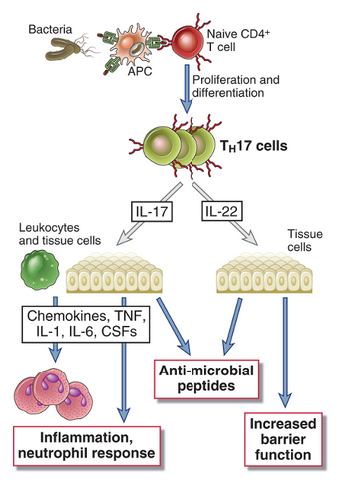 Bacteria
Naive CD4+
T cell
APC
Proliferation and
differentiation
TH17 cells
IL-17
IL-22
Leukocytes
and tissue cells
Tissue
cells
Chemokines, TNF,
IL-1, IL-6, CSFs
Anti-microbial
peptides
Inflammation,
neutrophil response
Increased
barrier
function